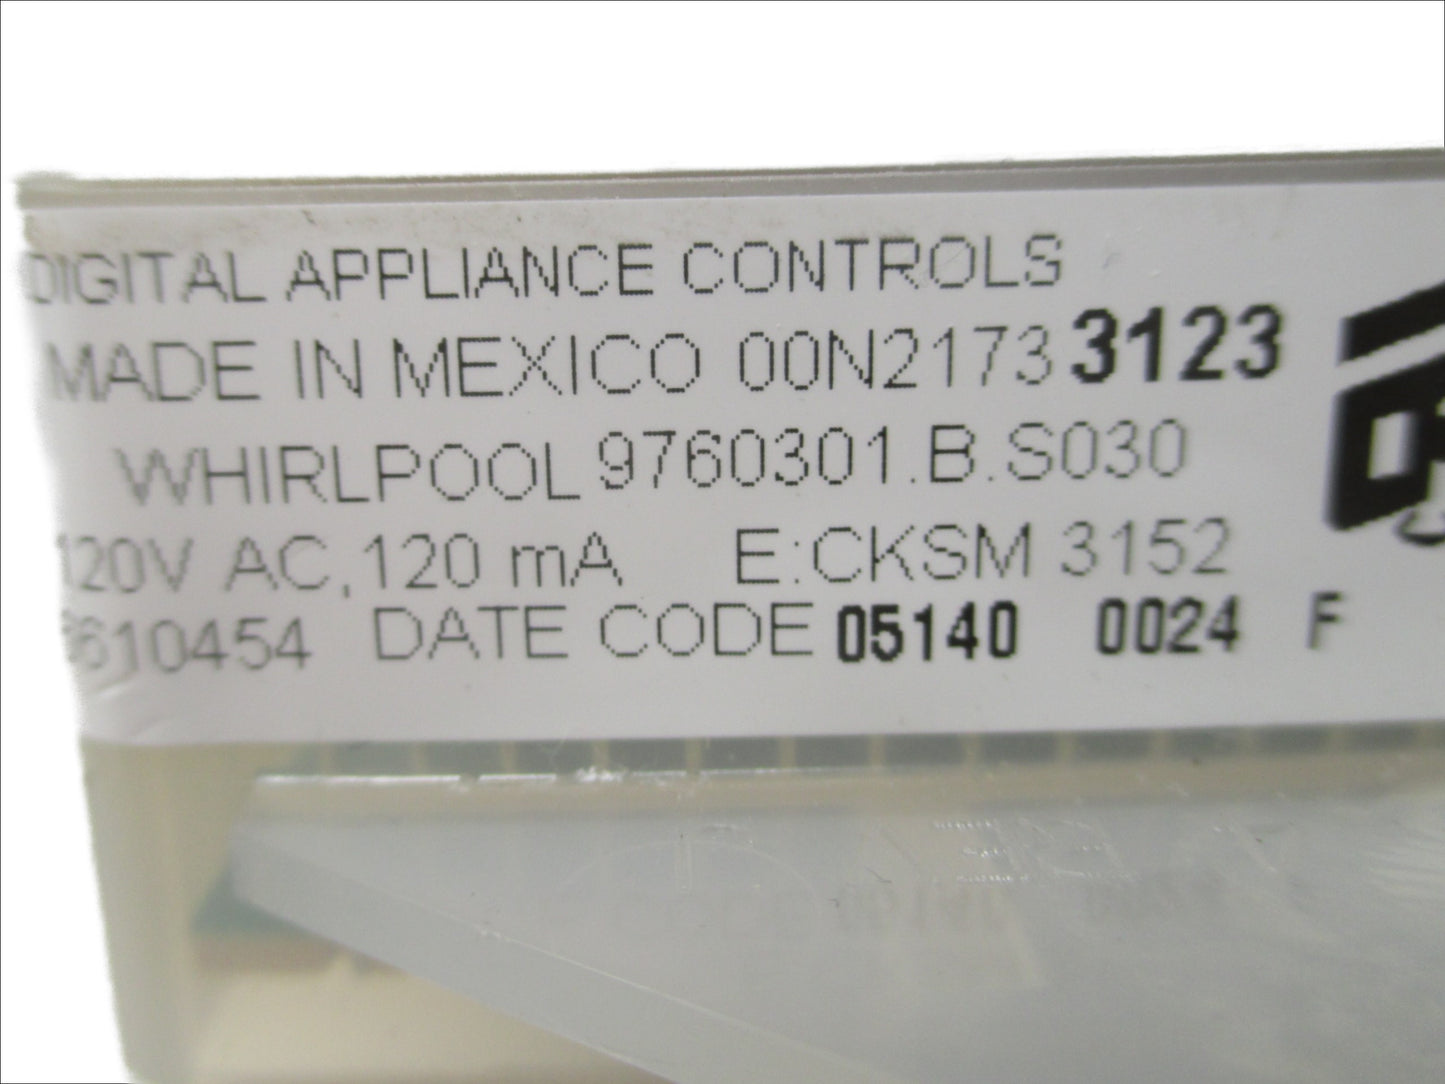 DIGITAL APPLIANCE CONTROLS
MADE IN MEXICO 00N2173 3123
WHIRLPOOL 9760301.B.S030
120V AC, 120 mA E:CKSM 3152
8610454 DATE CODE 05140 0024 F